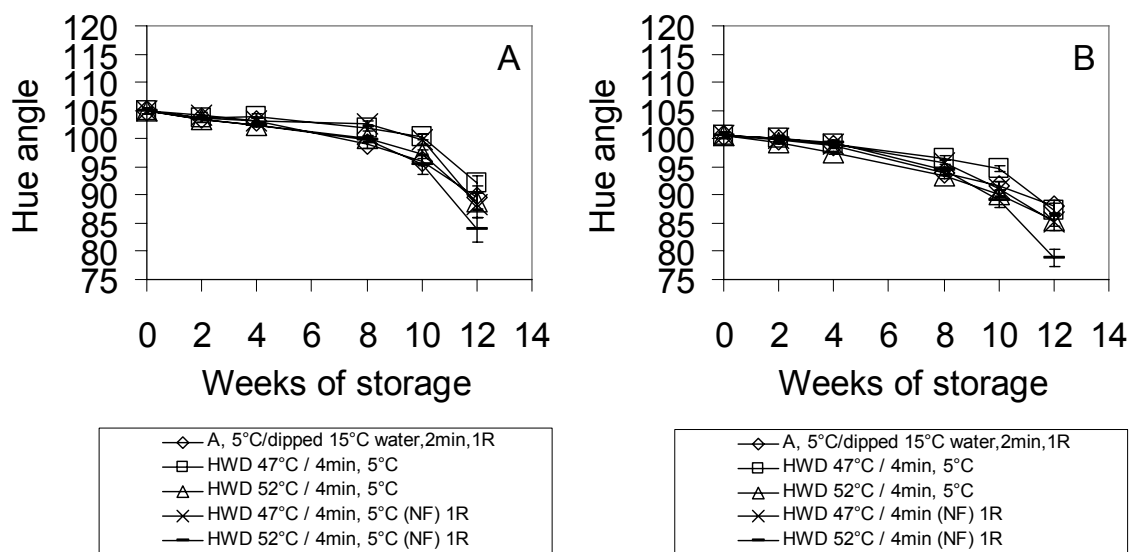 A
Hue angle
120
115
110
105
100
95
90
85
80
75
0 2 4 6 8 10 12 14
Weeks of storage
A, 5°C/dipped 15°C water,2min,1R
HWD 47°C / 4min, 5°C
HWD 52°C / 4min, 5°C
HWD 47°C / 4min, 5°C (NF) 1R
HWD 52°C / 4min, 5°C (NF) 1R
B
Hue angle
120
115
110
105
100
95
90
85
80
75
0 2 4 6 8 10 12 14
Weeks of storage
A, 5°C/dipped 15°C water,2min,1R
HWD 47°C / 4min, 5°C
HWD 52°C / 4min, 5°C
HWD 47°C / 4min (NF) 1R
HWD 52°C / 4min (NF) 1R